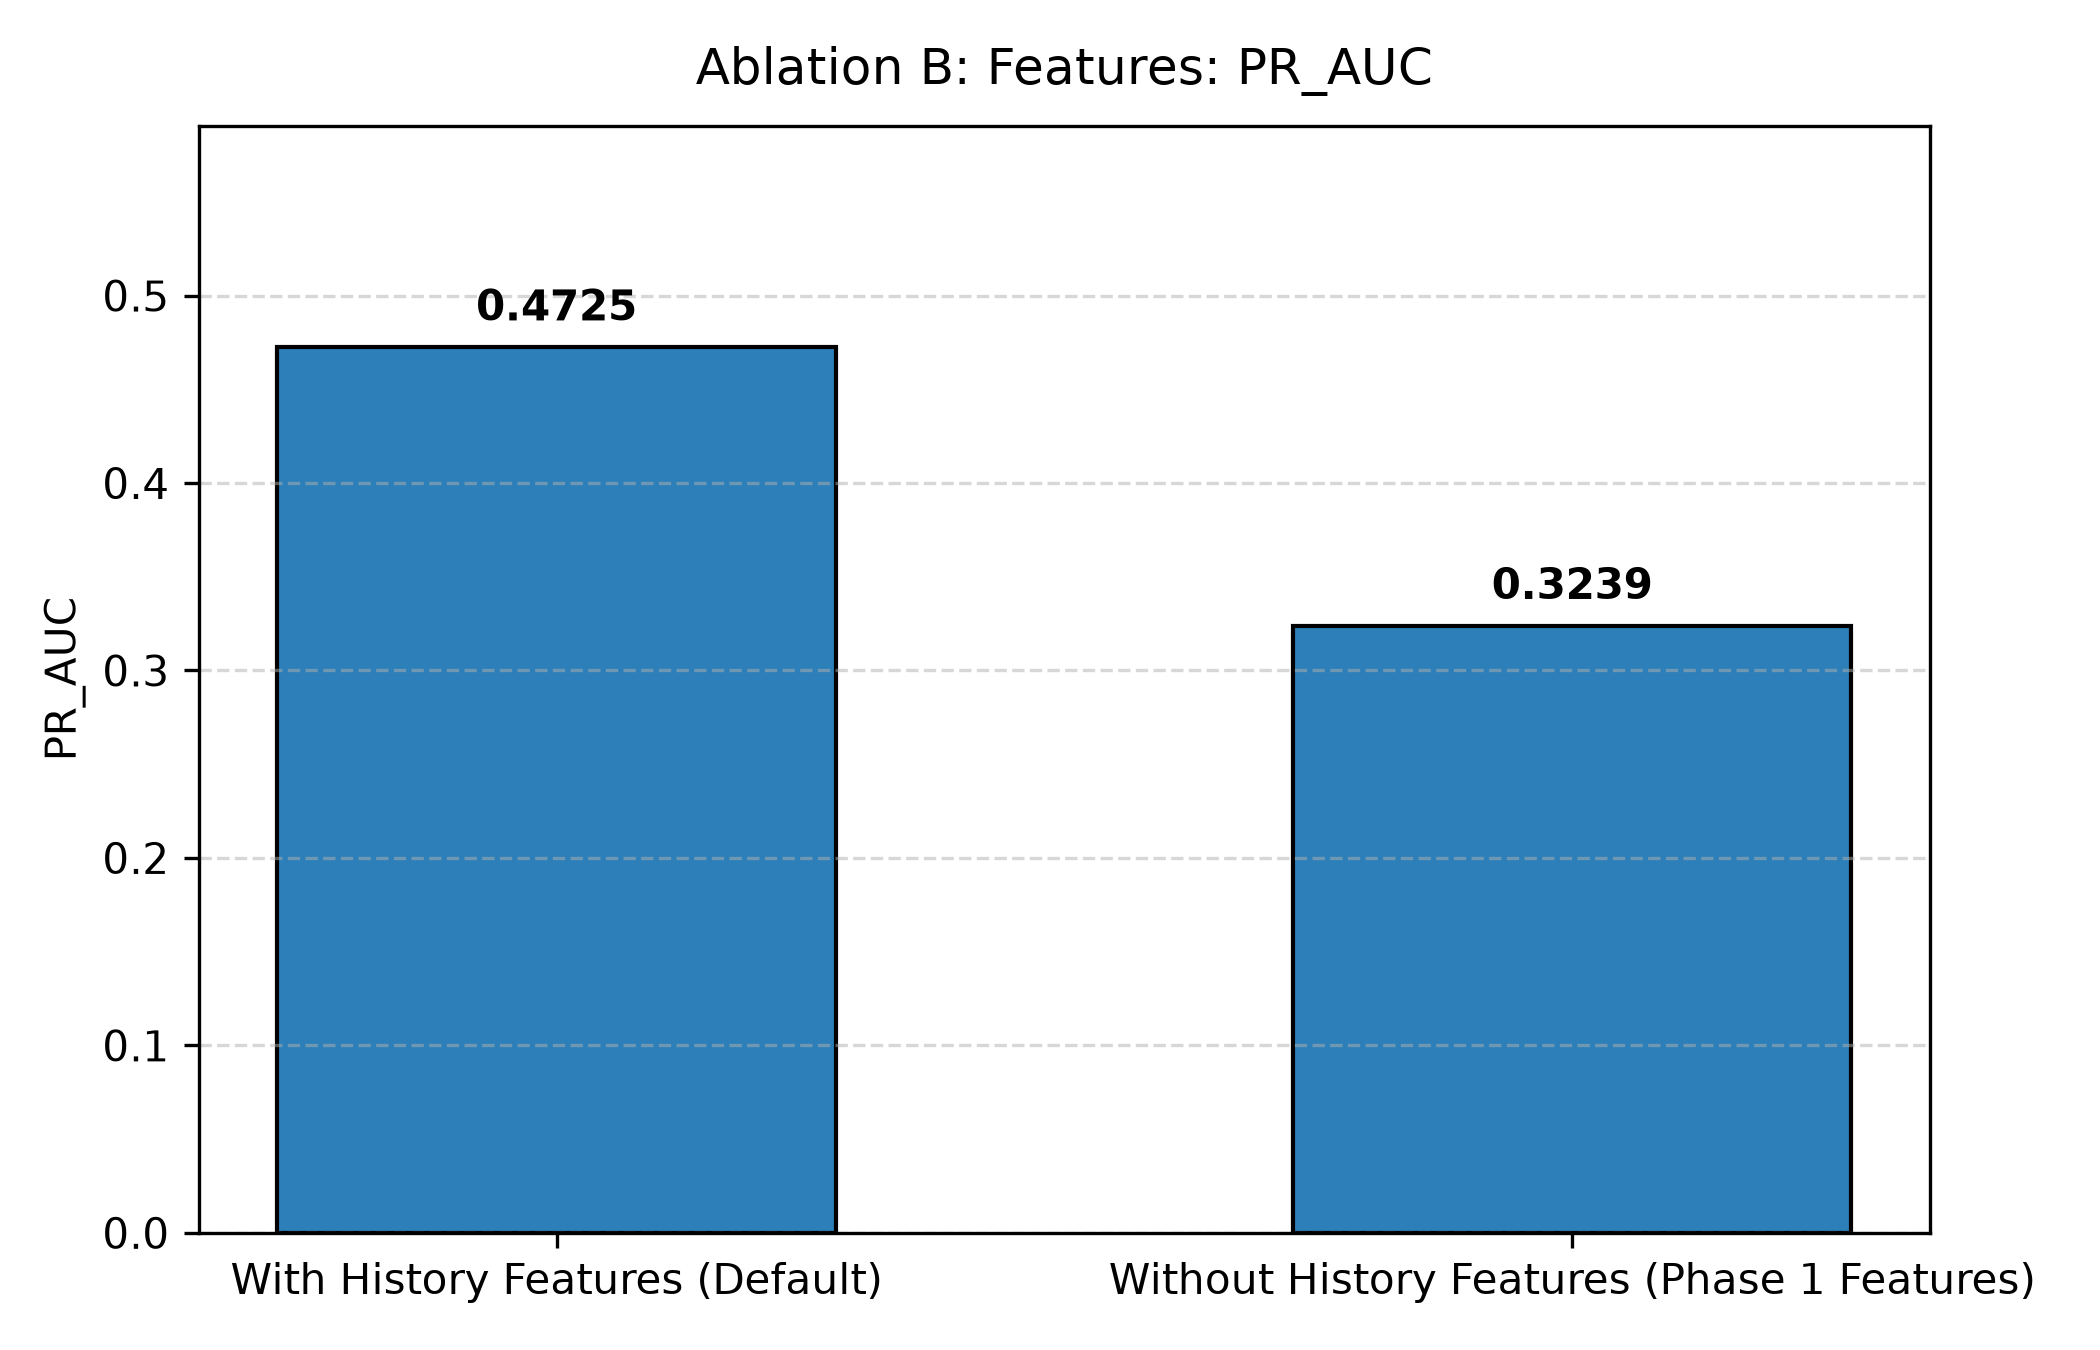 Ablation B: Features: PR_AUC
PR_AUC
0.5
0.4
0.3
0.2
0.1
0.0
0.4725
0.3239
With History Features (Default)
Without History Features (Phase 1 Features)